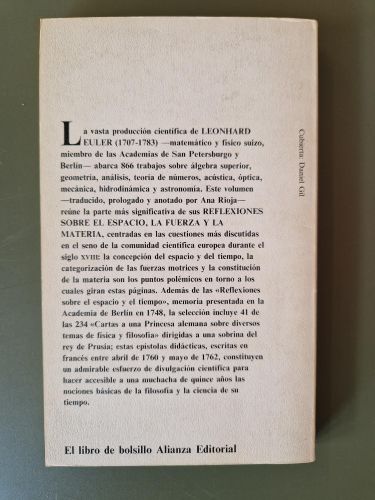 La vasta producción científica de LEONHARD
EULER (1707-1783) —matemático y físico suizo,
miembro de las Academias de San Petersburgo y
Berlín— abarca 866 trabajos sobre álgebra superior,
geometría, análisis, teoría de números, acústica, óptica,
mecánica, hidrodinámica y astronomía. Este volumen
—traducido, prologado y anotado por Ana Rioja—
reúne la parte más significativa de sus REFLEXIONES
SOBRE EL ESPACIO, LA FUERZA Y LA
MATERIA, centradas en las cuestiones más discutidas
en el seno de la comunidad científica europea durante el
siglo XVIII: la concepción del espacio y del tiempo, la
categorización de las fuerzas motrices y la constitución
de la materia son los puntos polémicos en torno a los
cuales giran estas páginas. Además de las «Reflexiones
sobre el espacio y el tiempo», memoria presentada en la
Academia de Berlín en 1748, la selección incluye 41 de
las 234 «Cartas a una Princesa alemana sobre diversos
temas de física y filosofía» dirigidas a una sobrina del
rey de Prusia; estas epístolas didácticas, escritas en
francés entre abril de 1760 y mayo de 1762, constituyen
un admirable esfuerzo de divulgación científica para
hacer accesible a una muchacha de quince años las
nociones básicas de la filosofía y la ciencia de su
tiempo.
El libro de bolsillo Alianza Editorial
Cubierta: Daniel Gil